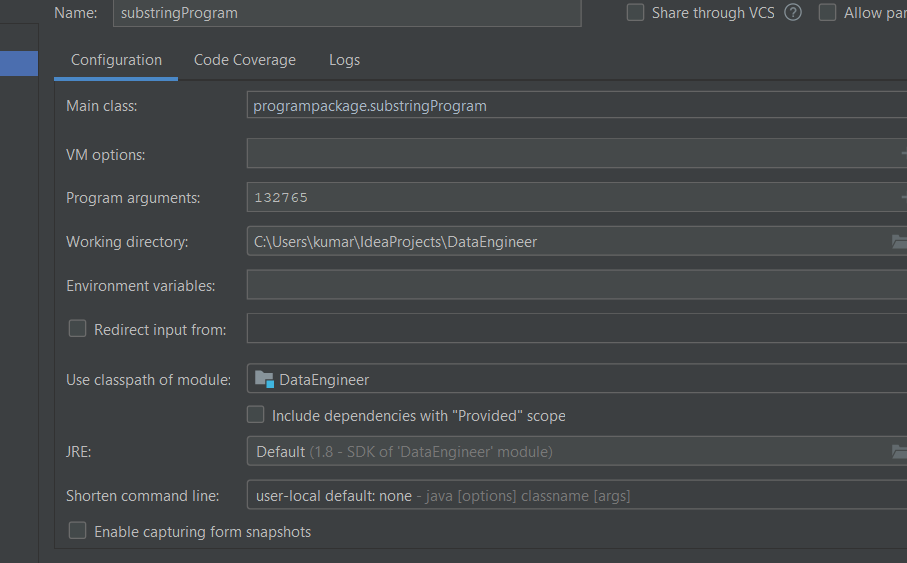 Name: substringProgram Share through VCS ? Allow par
Configuration Code Coverage Logs
Main class: programpackage.substringProgram
VM options:
Program arguments: 132765
Working directory: C:\Users\kumar\IdeaProjects\DataEngineer
Environment variables:
Redirect input from:
Use classpath of module: DataEngineer
Include dependencies with "Provided" scope
JRE: Default (1.8 - SDK of 'DataEngineer' module)
Shorten command line: user-local default: none - java [options] classname [args]
Enable capturing form snapshots